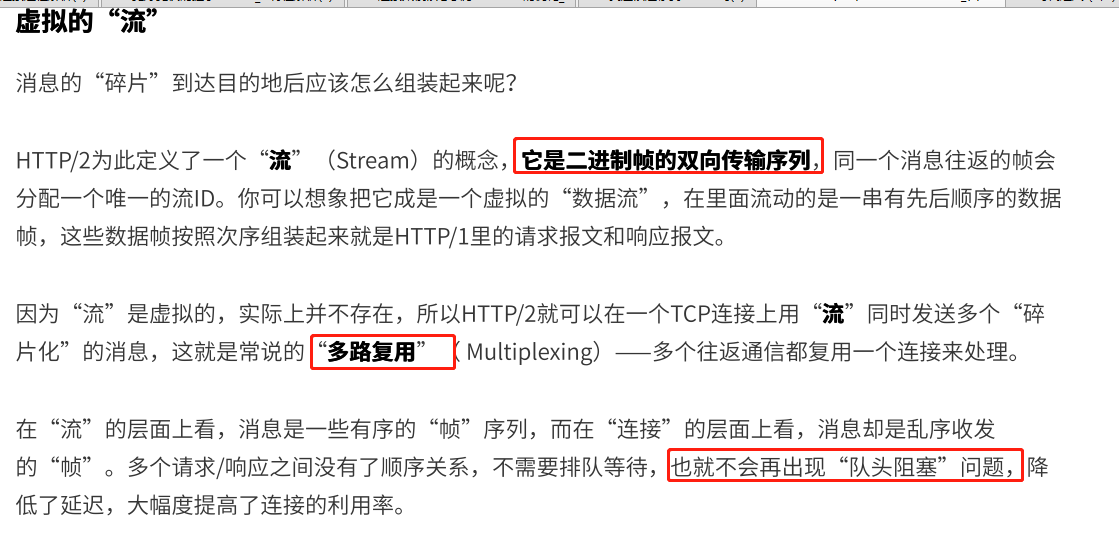 虚拟的“流”
消息的“碎片”到达目的地后应该怎么组装起来呢？
HTTP/2为此定义了一个“流”（Stream）的概念，它是二进制帧的双向传输序列，同一个消息往返的帧会
分配一个唯一的流ID。你可以想象把它成是一个虚拟的“数据流”，在里面流动的是一串有先后顺序的数据
帧，这些数据帧按照次序组装起来就是HTTP/1里的请求报文和响应报文。
因为“流”是虚拟的，实际上并不存在，所以HTTP/2就可以在一个TCP连接上用“流”同时发送多个“碎
片化”的消息，这就是常说的“多路复用”（ Multiplexing）——多个往返通信都复用一个连接来处理。
在“流”的层面上看，消息是一些有序的“帧”序列，而在“连接”的层面上看，消息却是乱序收发
的“帧”。多个请求/响应之间没有了顺序关系，不需要排队等待，也就不会再出现“队头阻塞”问题，降
低了延迟，大幅度提高了连接的利用率。